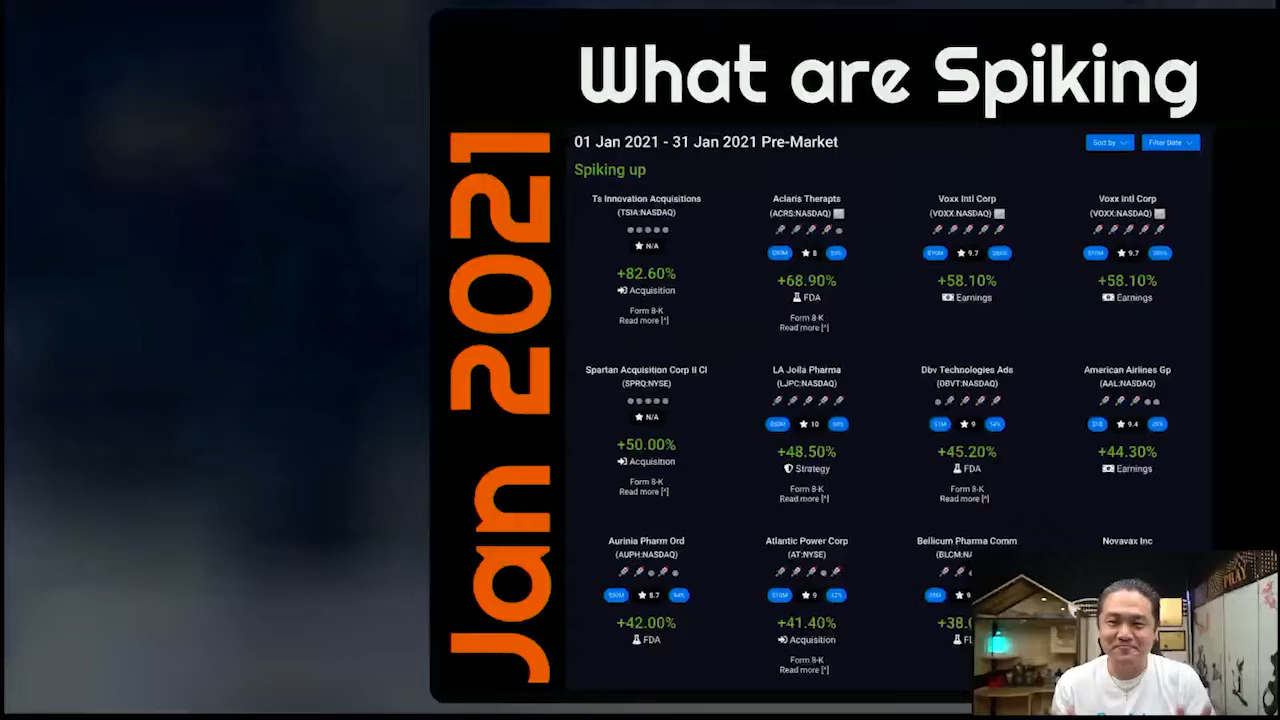 What are Spiking
Jan 2021
01 Jan 2021 - 31 Jan 2021 Pre-Market
Sort by
Filter Date
Spiking up
Ts Innovation Acquisitions
(TSIA:NASDAQ)
N/A
+82.60%
Acquisition
Form 8-K
Read more [^]
Aclaris Therapts
(ACRS:NASDAQ)
8
+68.90%
FDA
Form 8-K
Read more [^]
Voxx Intl Corp
(VOXX:NASDAQ)
9.7
+58.10%
Earnings
Voxx Intl Corp
(VOXX:NASDAQ)
9.7
+58.10%
Earnings
Spartan Acquisition Corp II Cl
(SPRQ:NYSE)
N/A
+50.00%
Acquisition
Form 8-K
Read more [^]
LA Jolla Pharma
(LJPC:NASDAQ)
10
+48.50%
Strategy
Form 8-K
Read more [^]
Dbv Technologies Ads
(DBVT:NASDAQ)
9
+45.20%
FDA
Form 8-K
Read more [^]
American Airlines Gp
(AAL:NASDAQ)
9.4
+44.30%
Earnings
Aurinia Pharm Ord
(AUPH:NASDAQ)
8.7
+42.00%
FDA
Atlantic Power Corp
(AT:NYSE)
9
+41.40%
Acquisition
Form 8-K
Read more [^]
Bellicum Pharma Comm
(BLCM:NA
+38.0
Novavax Inc
PRAY